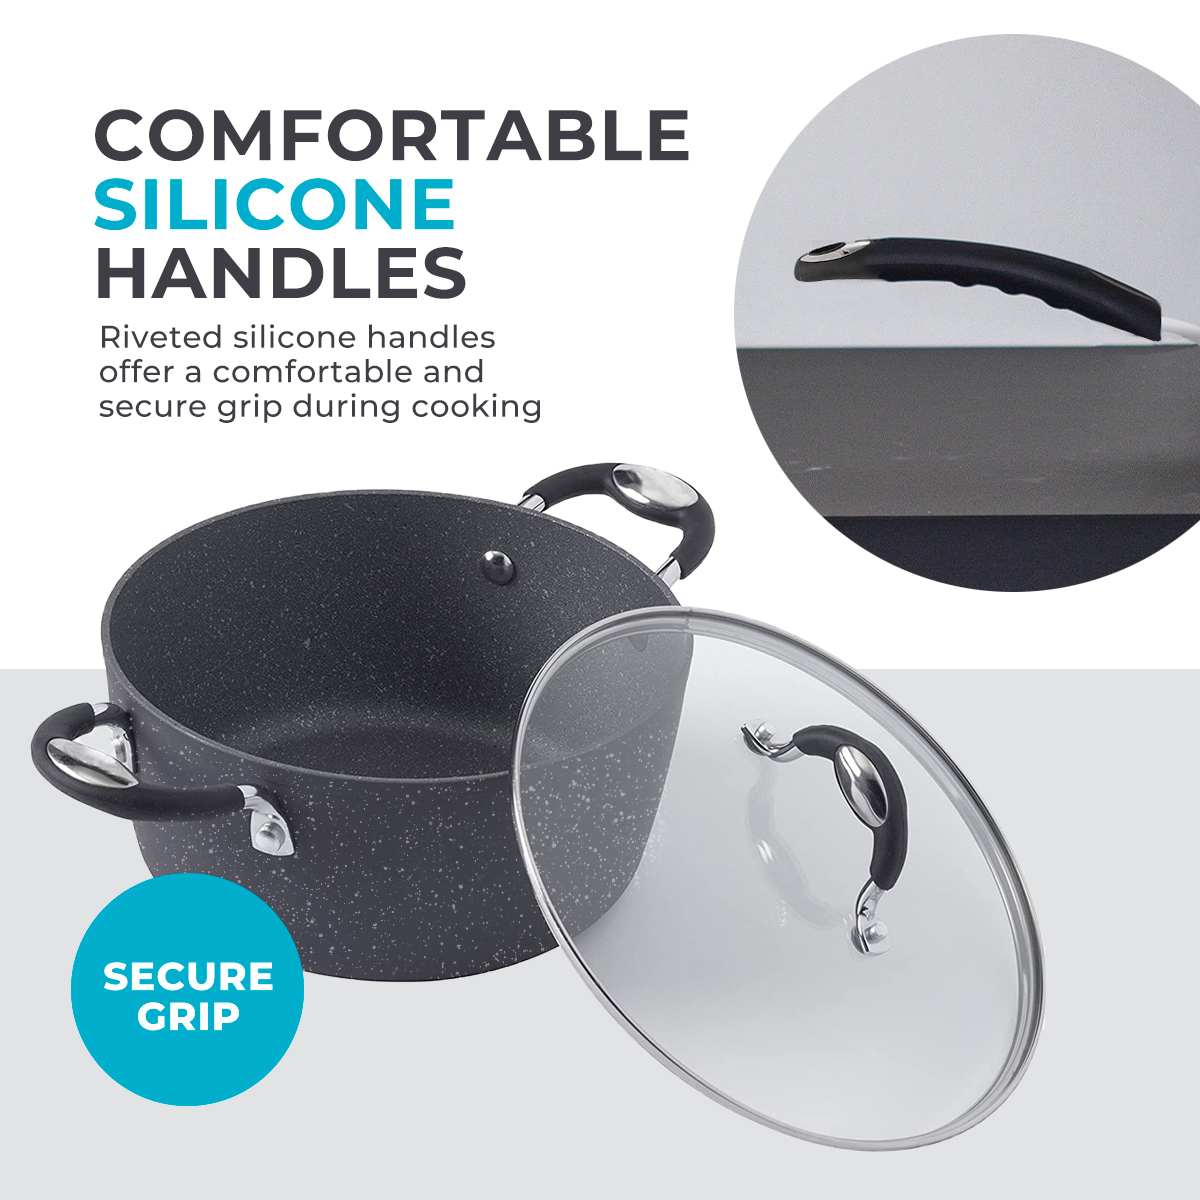 COMFORTABLE
SILICONE
HANDLES
Riveted silicone handles
offer a comfortable and
secure grip during cooking
SECURE
GRIP